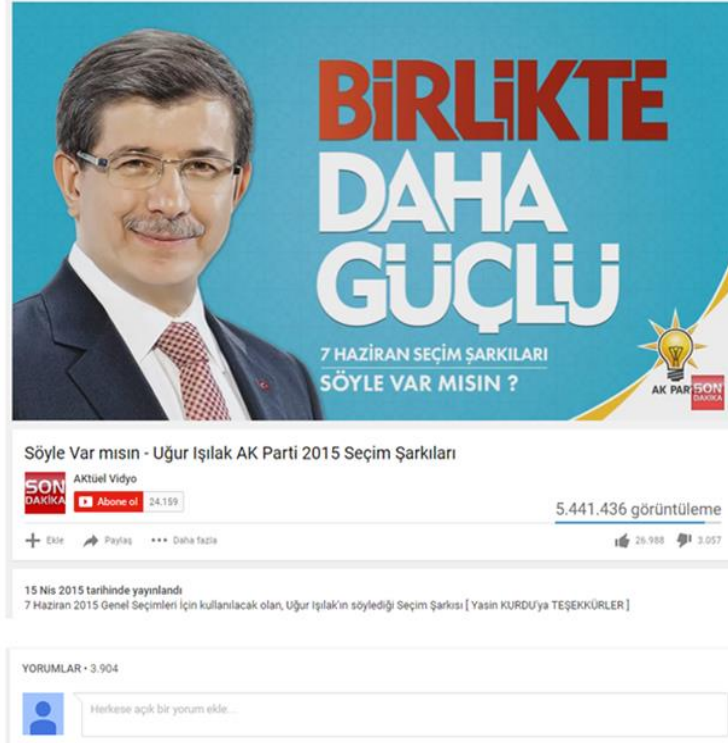 BİRLİKTE
DAHA
GÜÇLÜ
7 HAZİRAN SEÇİM ŞARKILARI
SÖYLE VAR MISIN ?
AK PAR
SON
DAKİKA
Söyle Var mısın - Uğur Işılak AK Parti 2015 Seçim Şarkıları
SON
DAKİKA
AKtüel Vidyo
Abone ol 24.159
5.441.436 görüntüleme
Ekle Paylaş Daha fazla
26.988 3.057
15 Nis 2015 tarihinde yayınlandı
7 Haziran 2015 Genel Seçimleri İçin kullanılacak olan, Uğur Işılak'ın söylediği Seçim Şarkısı [ Yasin KURDU'ya TEŞEKKÜRLER ]
YORUMLAR • 3.904
Herkese açık bir yorum ekle...